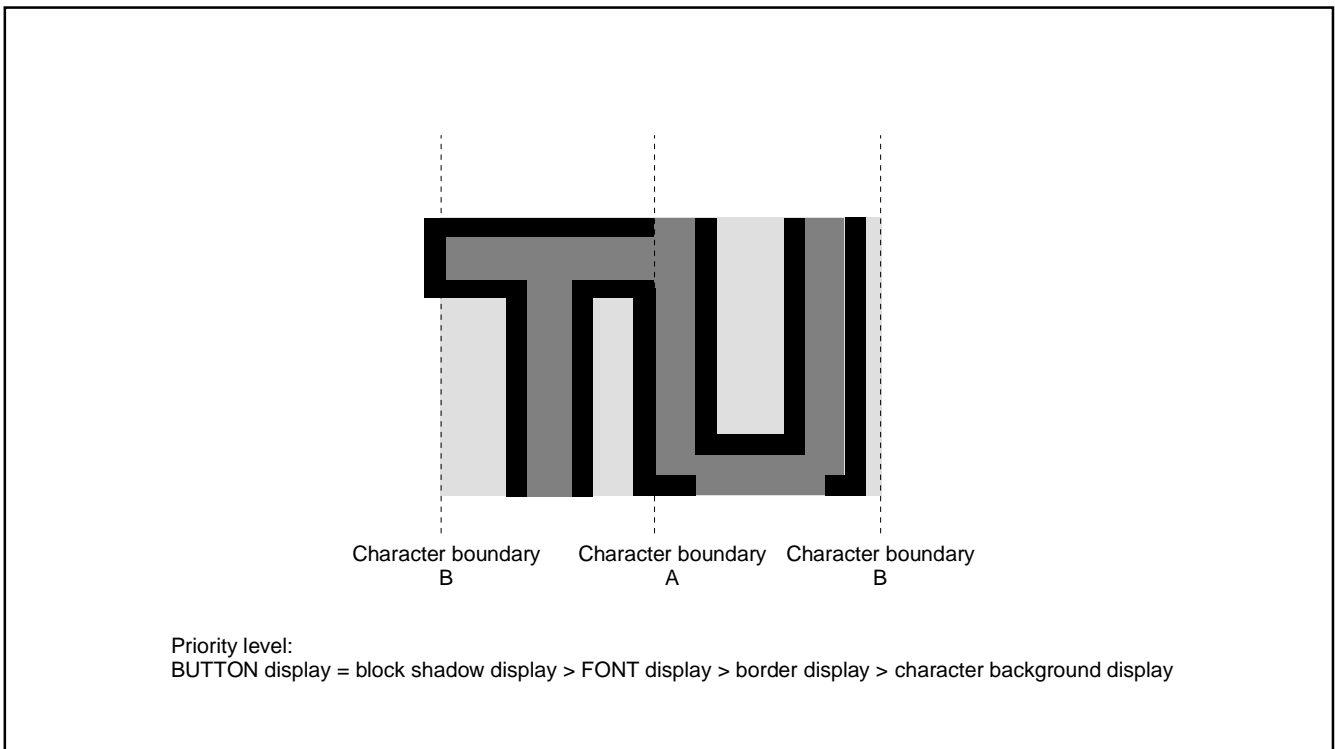 TU
Character boundary Character boundary Character boundary
B A B
Priority level:
BUTTON display = block shadow display > FONT display > border display > character background display